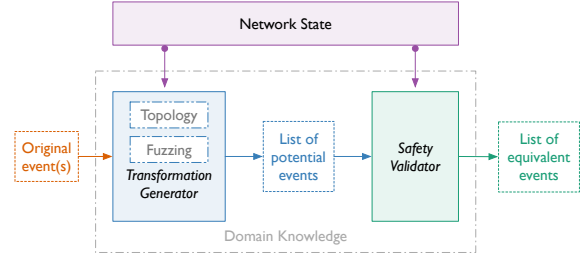 Network State
Original
event(s)
Topology
Fuzzing
Transformation
Generator
List of
potential
events
Safety
Validator
List of
equivalent
events
Domain Knowledge